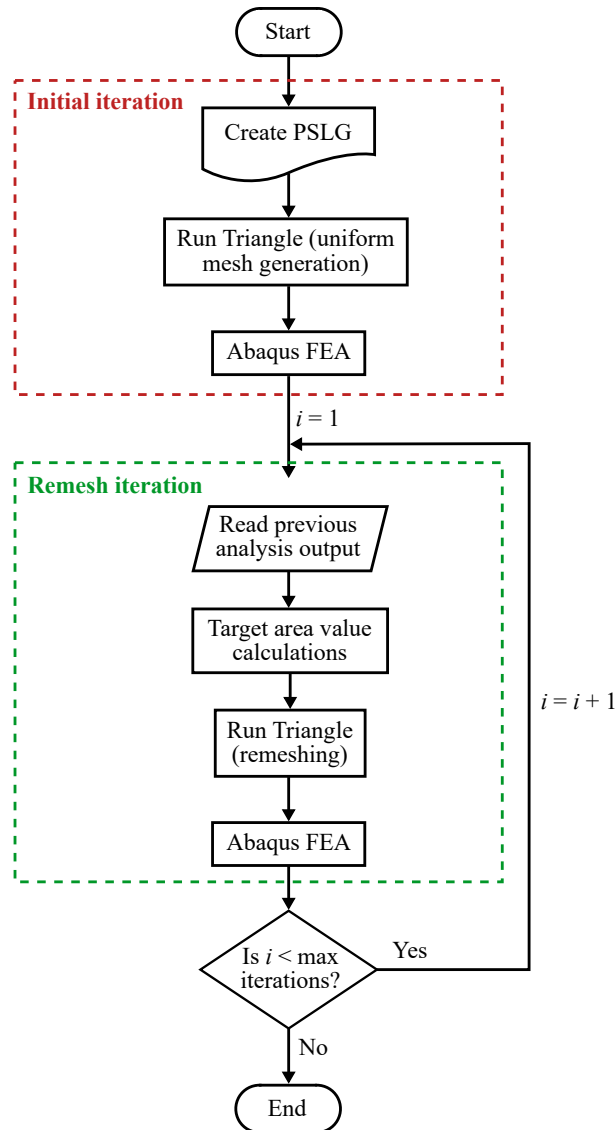 Start
Initial iteration
Create PSLG
Run Triangle (uniform
mesh generation)
Abaqus FEA
i = 1
Remesh iteration
Read previous
analysis output
Target area value
calculations
i = i + 1
Run Triangle
(remeshing)
Abaqus FEA
Is i < max
iterations?
Yes
No
End